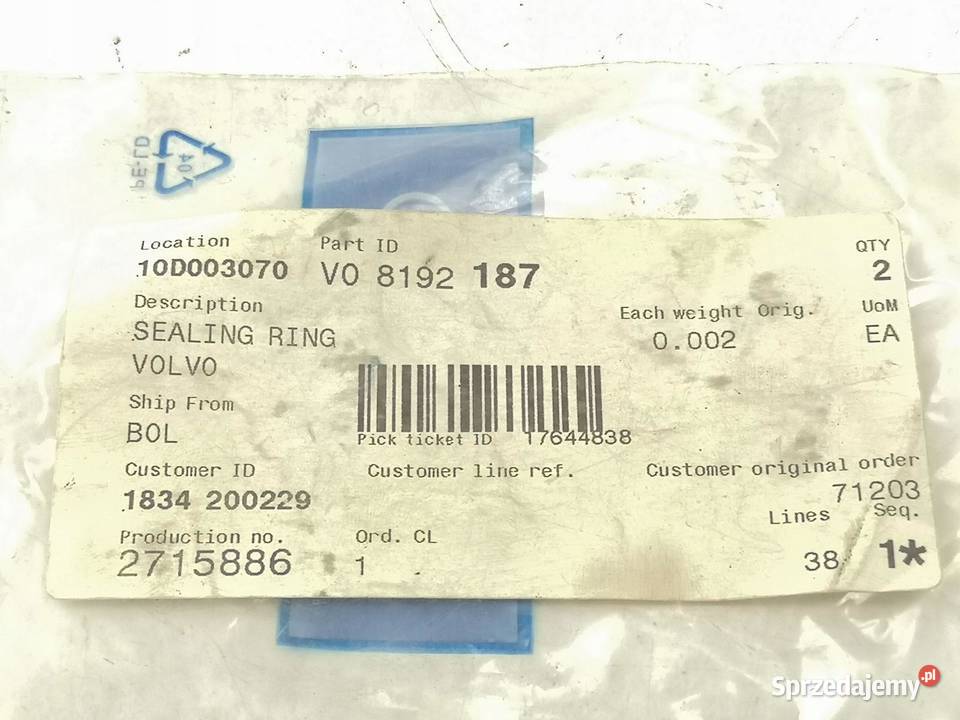 PE-LD
04
Location
10D003070
Part ID
VO 8192 187
QTY
2
Description
SEALING RING
VOLVO
Each weight Orig.
0.002
UoM
EA
Ship From
BOL
Pick ticket ID 17644838
Customer ID
1834 200229
Customer line ref.
Customer original order
71203
Production no.
2715886
Ord. CL
1
Lines
38
Seq.
1*
Sprzedajemy.pl